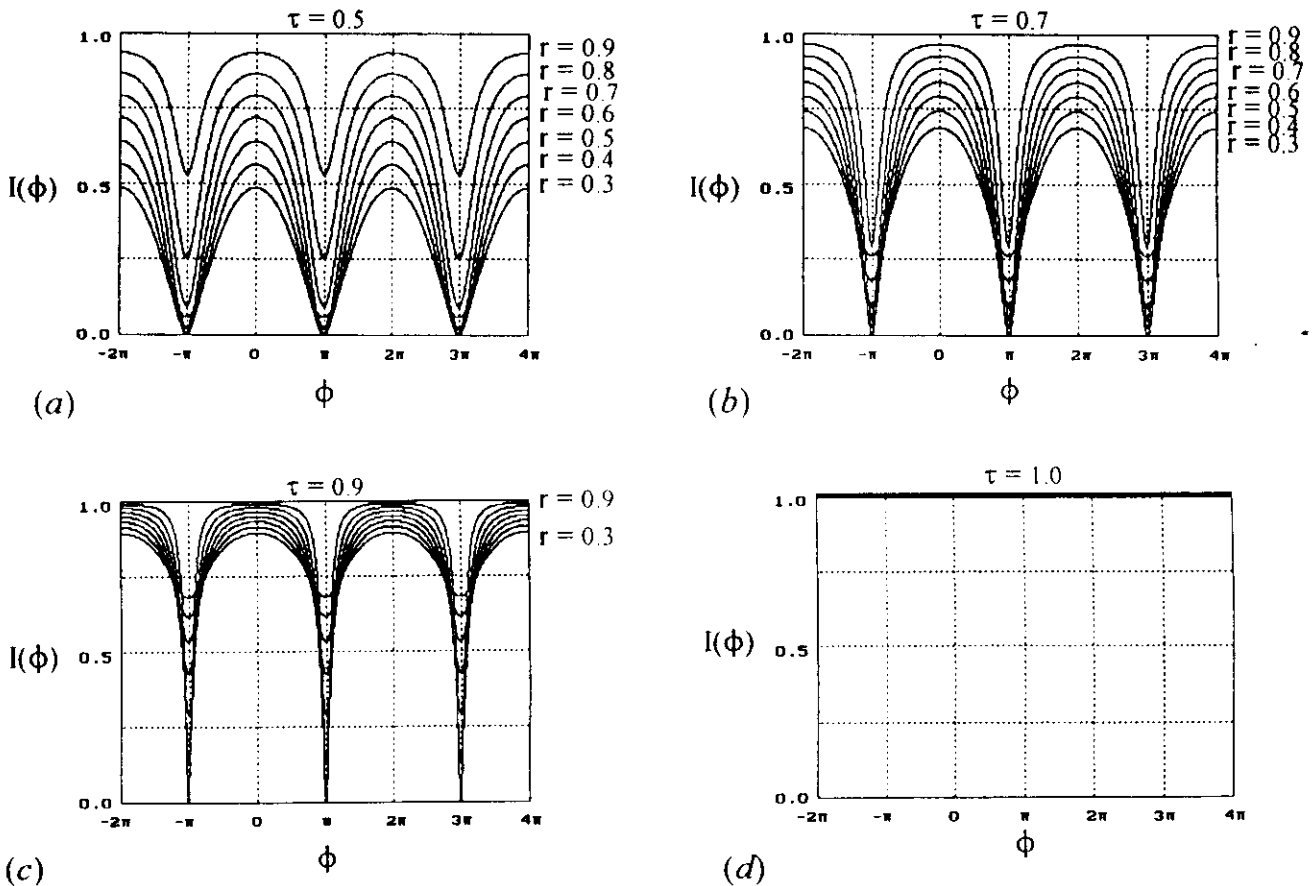 τ = 0.5
1.0
0.5
0.0
I(ϕ)
r = 0.9
r = 0.8
r = 0.7
r = 0.6
r = 0.5
r = 0.4
r = 0.3
-2π -π 0 π 2π 3π 4π
ϕ
(a)
τ = 0.7
1.0
0.5
0.0
I(ϕ)
r = 0.9
r = 0.8
r = 0.7
r = 0.6
r = 0.5
r = 0.4
r = 0.3
-2π -π 0 π 2π 3π 4π
ϕ
(b)
τ = 0.9
1.0
0.5
0.0
I(ϕ)
r = 0.9
r = 0.3
-2π -π 0 π 2π 3π 4π
ϕ
(c)
τ = 1.0
1.0
0.5
0.0
I(ϕ)
-2π -π 0 π 2π 3π 4π
ϕ
(d)